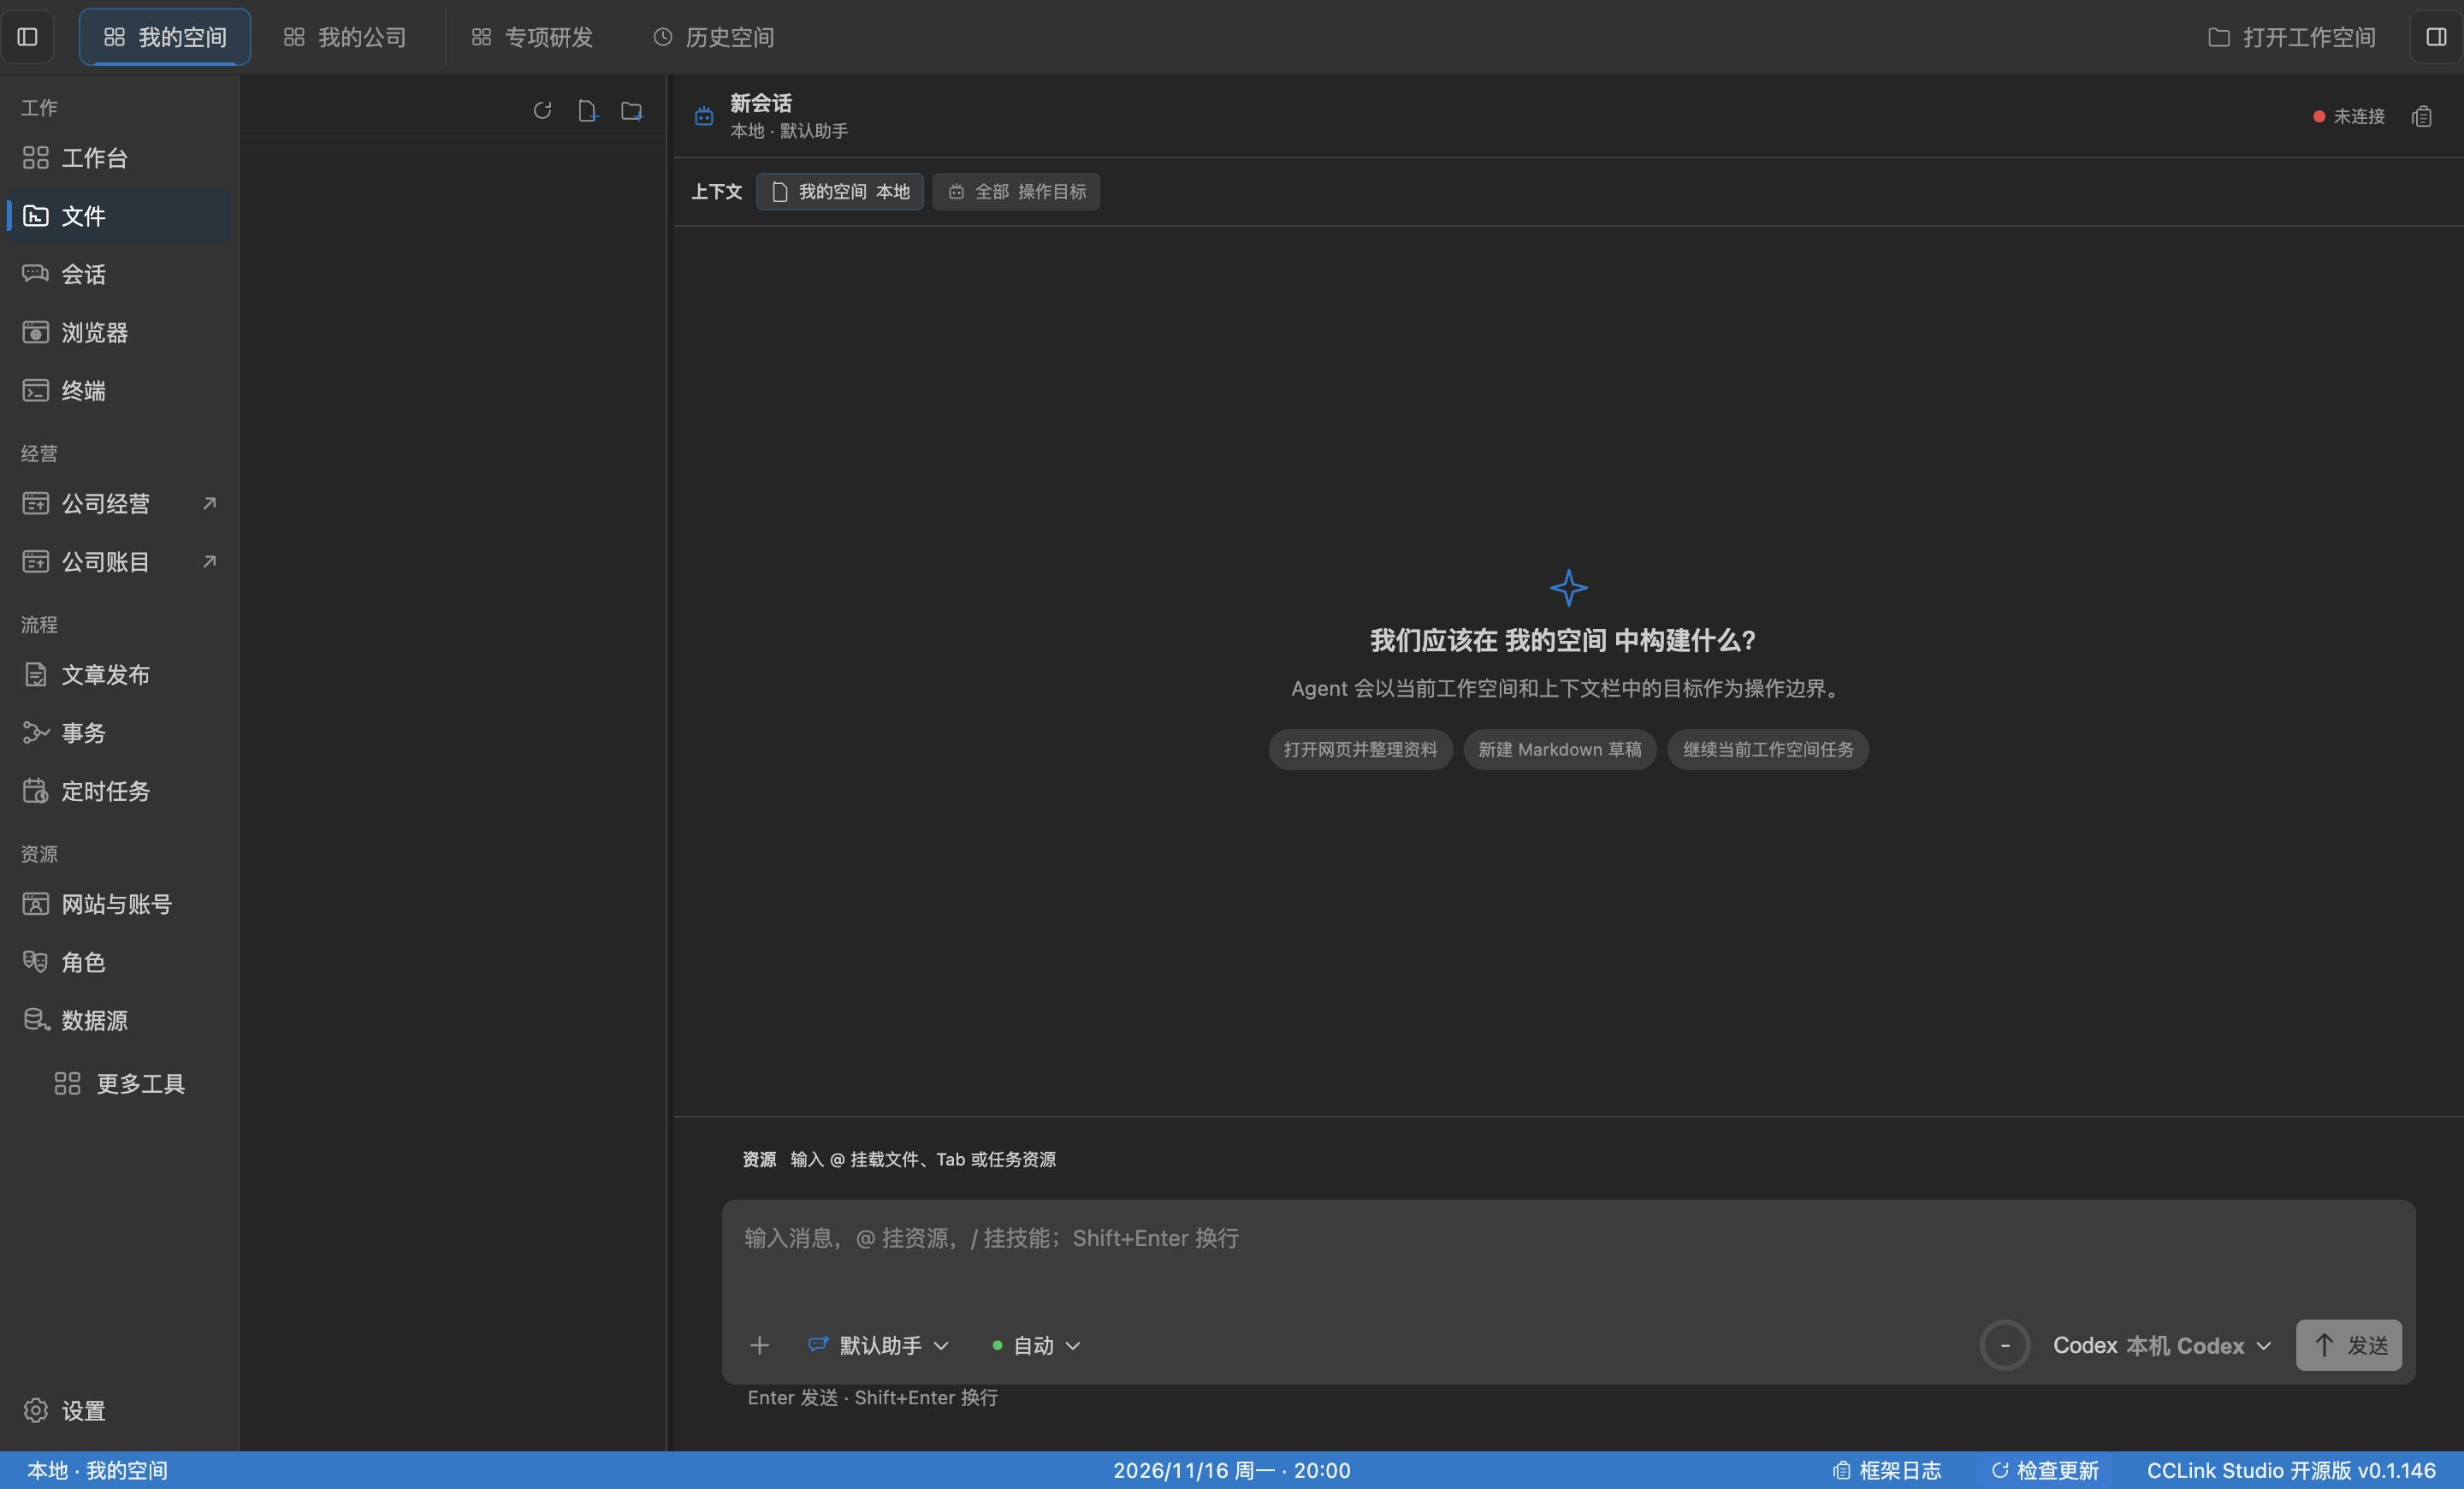 我的空间
我的公司
专项研发
历史空间
打开工作空间
工作
工作台
文件
会话
浏览器
终端
经营
公司经营
公司账目
流程
文章发布
事务
定时任务
资源
网站与账号
角色
数据源
更多工具
设置
新会话
本地 · 默认助手
未连接
上下文 我的空间 本地 全部 操作目标
我们应该在 我的空间 中构建什么?
Agent 会以当前工作空间和上下文栏中的目标作为操作边界。
打开网页并整理资料 新建 Markdown 草稿 继续当前工作空间任务
资源 输入 @ 挂载文件、Tab 或任务资源
输入消息，@ 挂资源，/ 挂技能；Shift+Enter 换行
默认助手 自动 - Codex 本机 Codex 发送
Enter 发送 · Shift+Enter 换行
本地 · 我的空间 2026/11/16 周一 · 20:00 框架日志 检查更新 CCLink Studio 开源版 v0.1.146